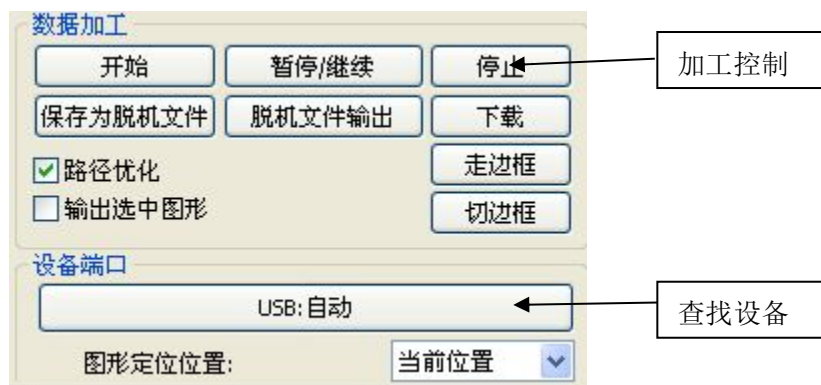 数据加工
开始 暂停/继续 停止 加工控制
保存为脱机文件 脱机文件输出 下载
路径优化 走边框
输出选中图形 切边框
设备端口
USB:自动 查找设备
图形定位位置: 当前位置